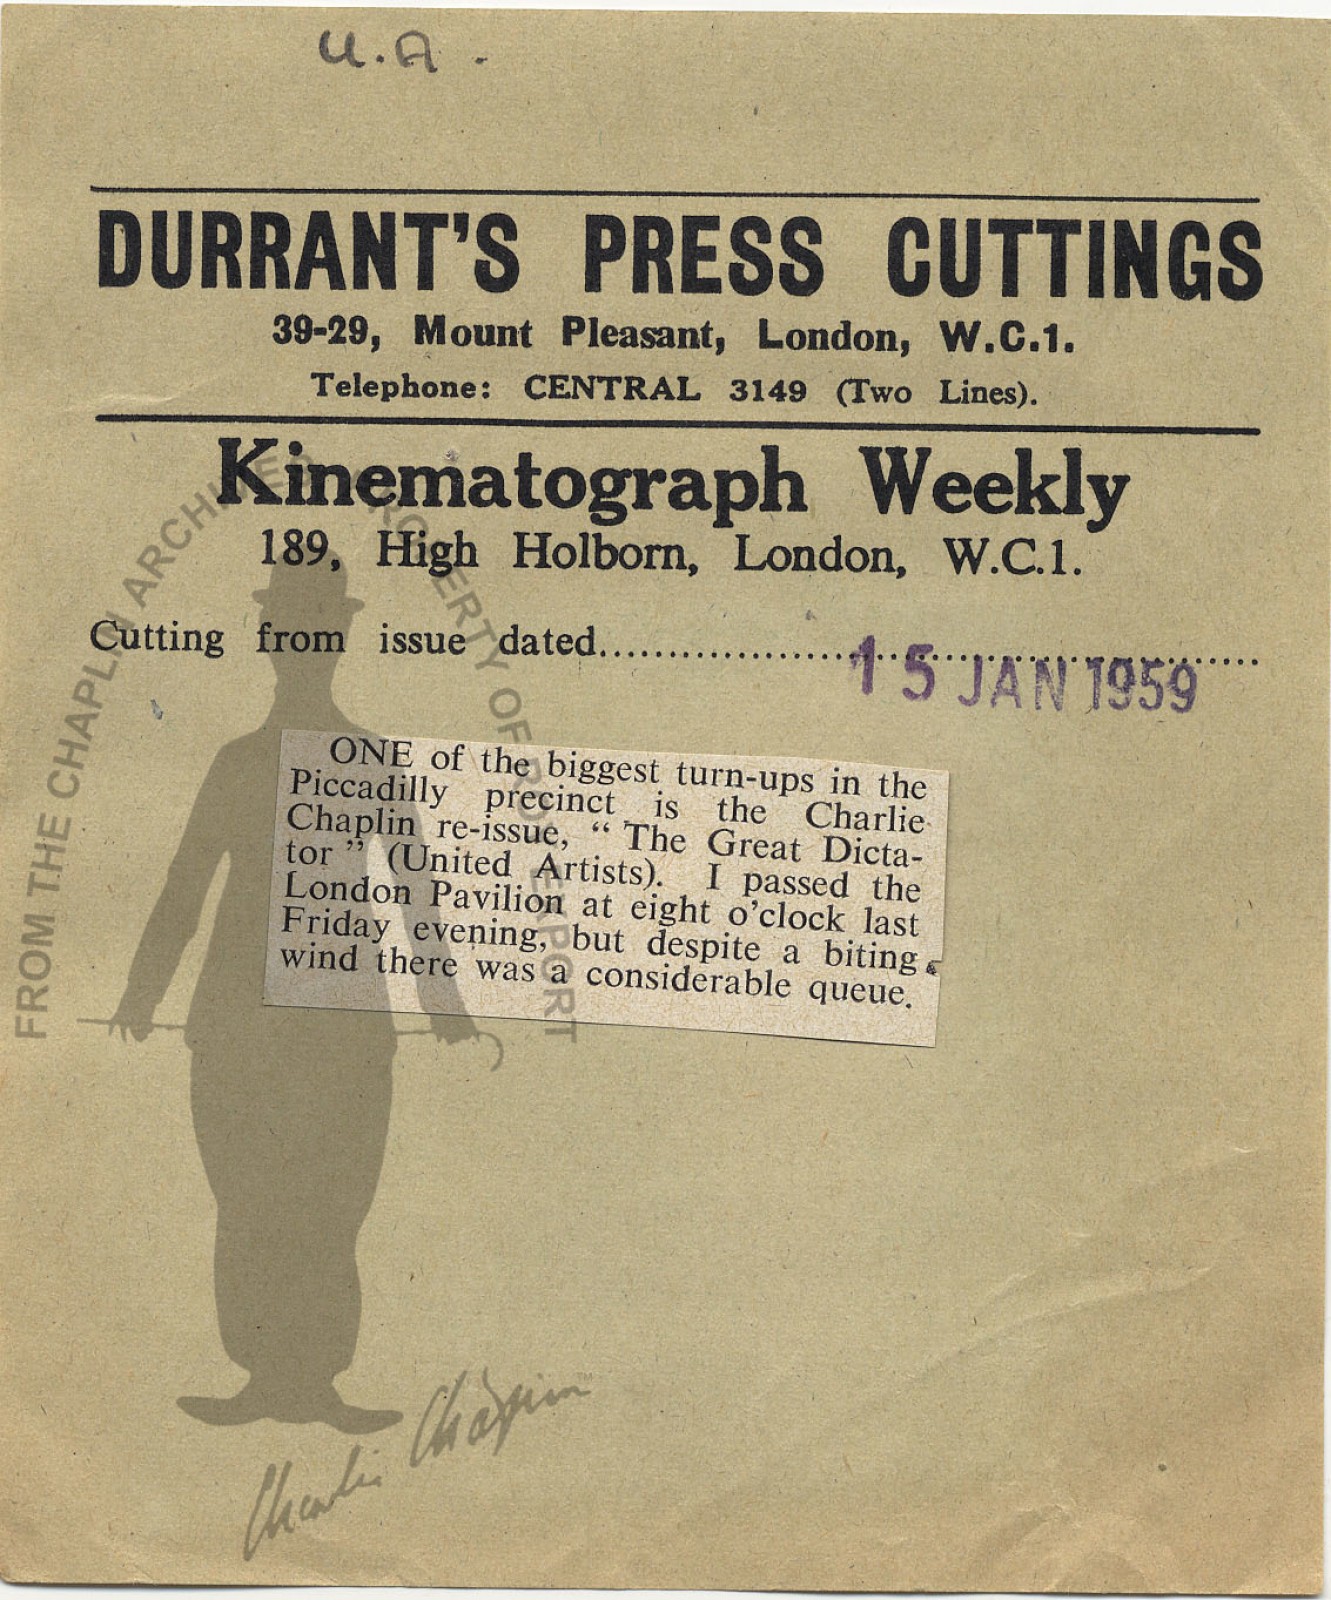 U.A.
DURRANT'S PRESS CUTTINGS
39-29, Mount Pleasant, London, W.C.1.
Telephone: CENTRAL 3149 (Two Lines).
Kinematograph Weekly
189, High Holborn, London, W.C.1.
Cutting from issue dated............................................................
15 JAN 1959
ONE of the biggest turn-ups in the
Piccadilly precinct is the Charlie
Chaplin re-issue, “The Great Dicta-
tor” (United Artists). I passed the
London Pavilion at eight o'clock last
Friday evening, but despite a biting
wind there was a considerable queue.
FROM THE CHAPLIN ARCHIVES PROPERTY OF ROY EXPORT
Charlie Chaplin